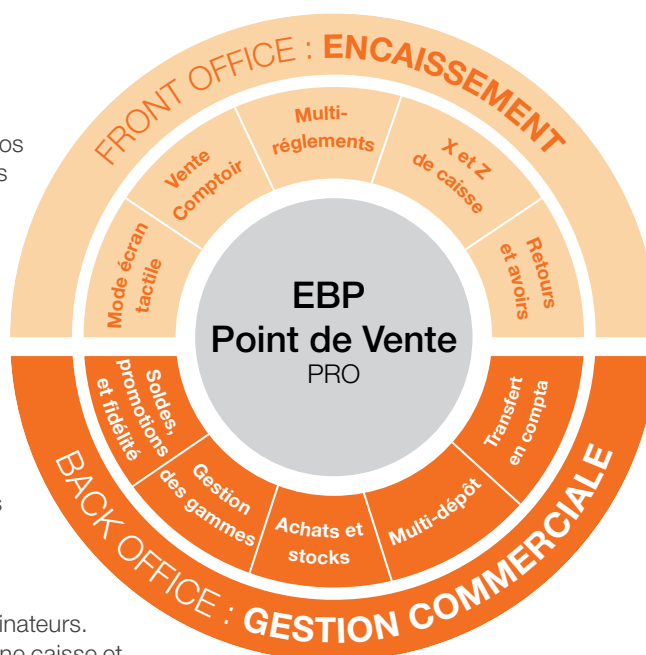 FRONT OFFICE : ENCAISSEMENT
Mode écran
tactile
Vente
Comptoir
Multi-
réglements
X et Z
de caisse
Retours
et avoirs
EBP
Point de Vente
PRO
Soldes,
promotions
et fidélité
Gestion
des gammes
Achats et
stocks
Multi-dépôt
Transfert
en compta
BACK OFFICE : GESTION COMMERCIALE
os
s
s
inateurs.
ne caisse et